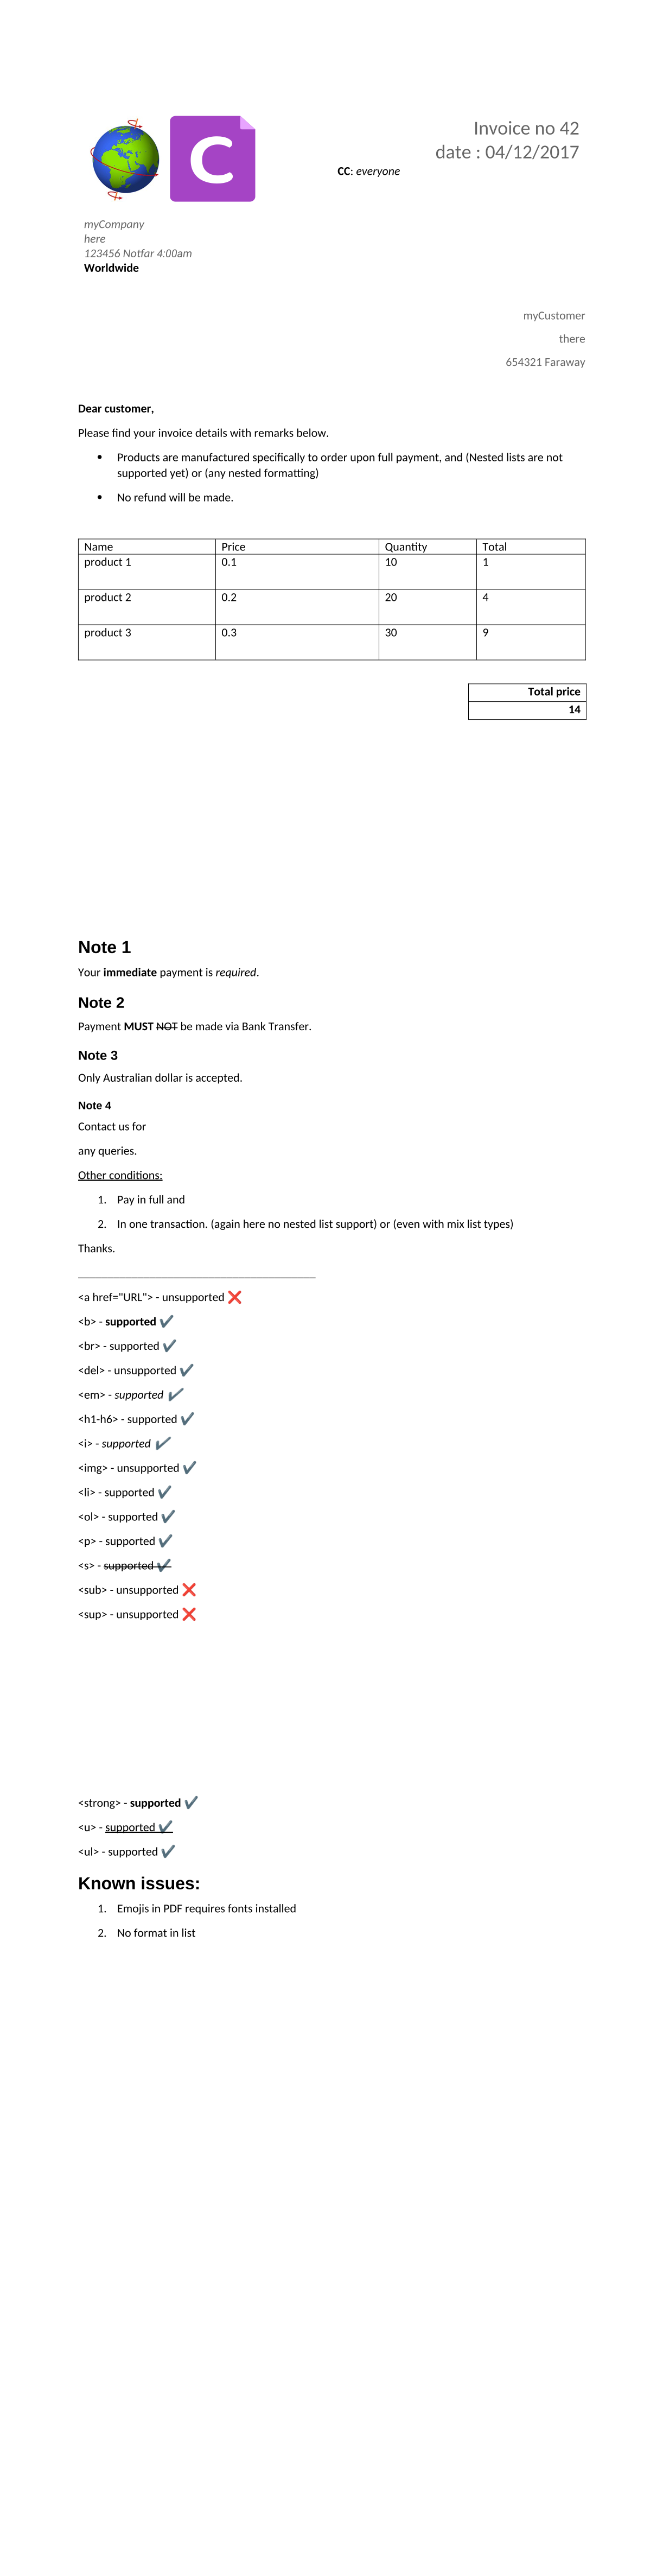 C
Invoice no 42
date : 04/12/2017
CC: everyone
myCompany
here
123456 Notfar 4:00am
Worldwide
myCustomer
there
654321 Faraway
Dear customer,
Please find your invoice details with remarks below.
• Products are manufactured specifically to order upon full payment, and (Nested lists are not
supported yet) or (any nested formatting)
• No refund will be made.
Name Price Quantity Total
product 1 0.1 10 1
product 2 0.2 20 4
product 3 0.3 30 9
Total price
14
Note 1
Your immediate payment is required.
Note 2
Payment MUST NOT be made via Bank Transfer.
Note 3
Only Australian dollar is accepted.
Note 4
Contact us for
any queries.
Other conditions:
1. Pay in full and
2. In one transaction. (again here no nested list support) or (even with mix list types)
Thanks.
<a href="URL"> - unsupported ❌
<b> - supported ✔
<br> - supported ✔
<del> - unsupported ✔
<em> - supported ✔
<h1-h6> - supported ✔
<i> - supported ✔
<img> - unsupported ✔
<li> - supported ✔
<ol> - supported ✔
<p> - supported ✔
<s> - supported ✔
<sub> - unsupported ❌
<sup> - unsupported ❌
<strong> - supported ✔
<u> - supported ✔
<ul> - supported ✔
Known issues:
1. Emojis in PDF requires fonts installed
2. No format in list